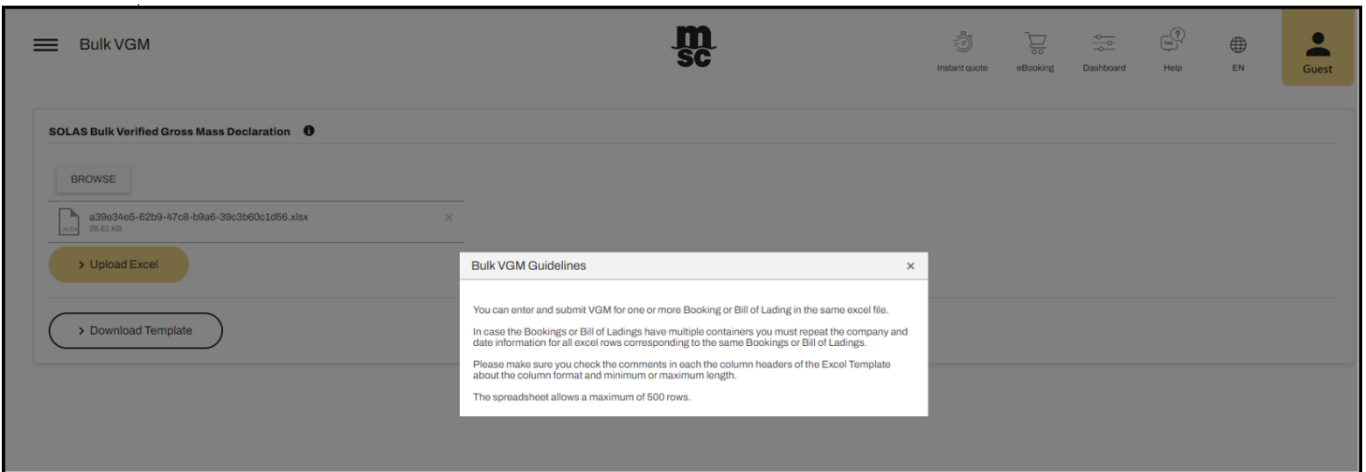 Bulk VGM
msc
Instant quote
eBooking
Dashboard
Help
EN
Guest
SOLAS Bulk Verified Gross Mass Declaration
BROWSE
a39e34e5-62b9-47c8-b9a6-39c3b60c1d56.xlsx
XLSX
26.61 KB
> Upload Excel
> Download Template
Bulk VGM Guidelines
You can enter and submit VGM for one or more Booking or Bill of Lading in the same excel file.
In case the Bookings or Bill of Ladings have multiple containers you must repeat the company and
date information for all excel rows corresponding to the same Bookings or Bill of Ladings.
Please make sure you check the comments in each the column headers of the Excel Template
about the column format and minimum or maximum length.
The spreadsheet allows a maximum of 500 rows.